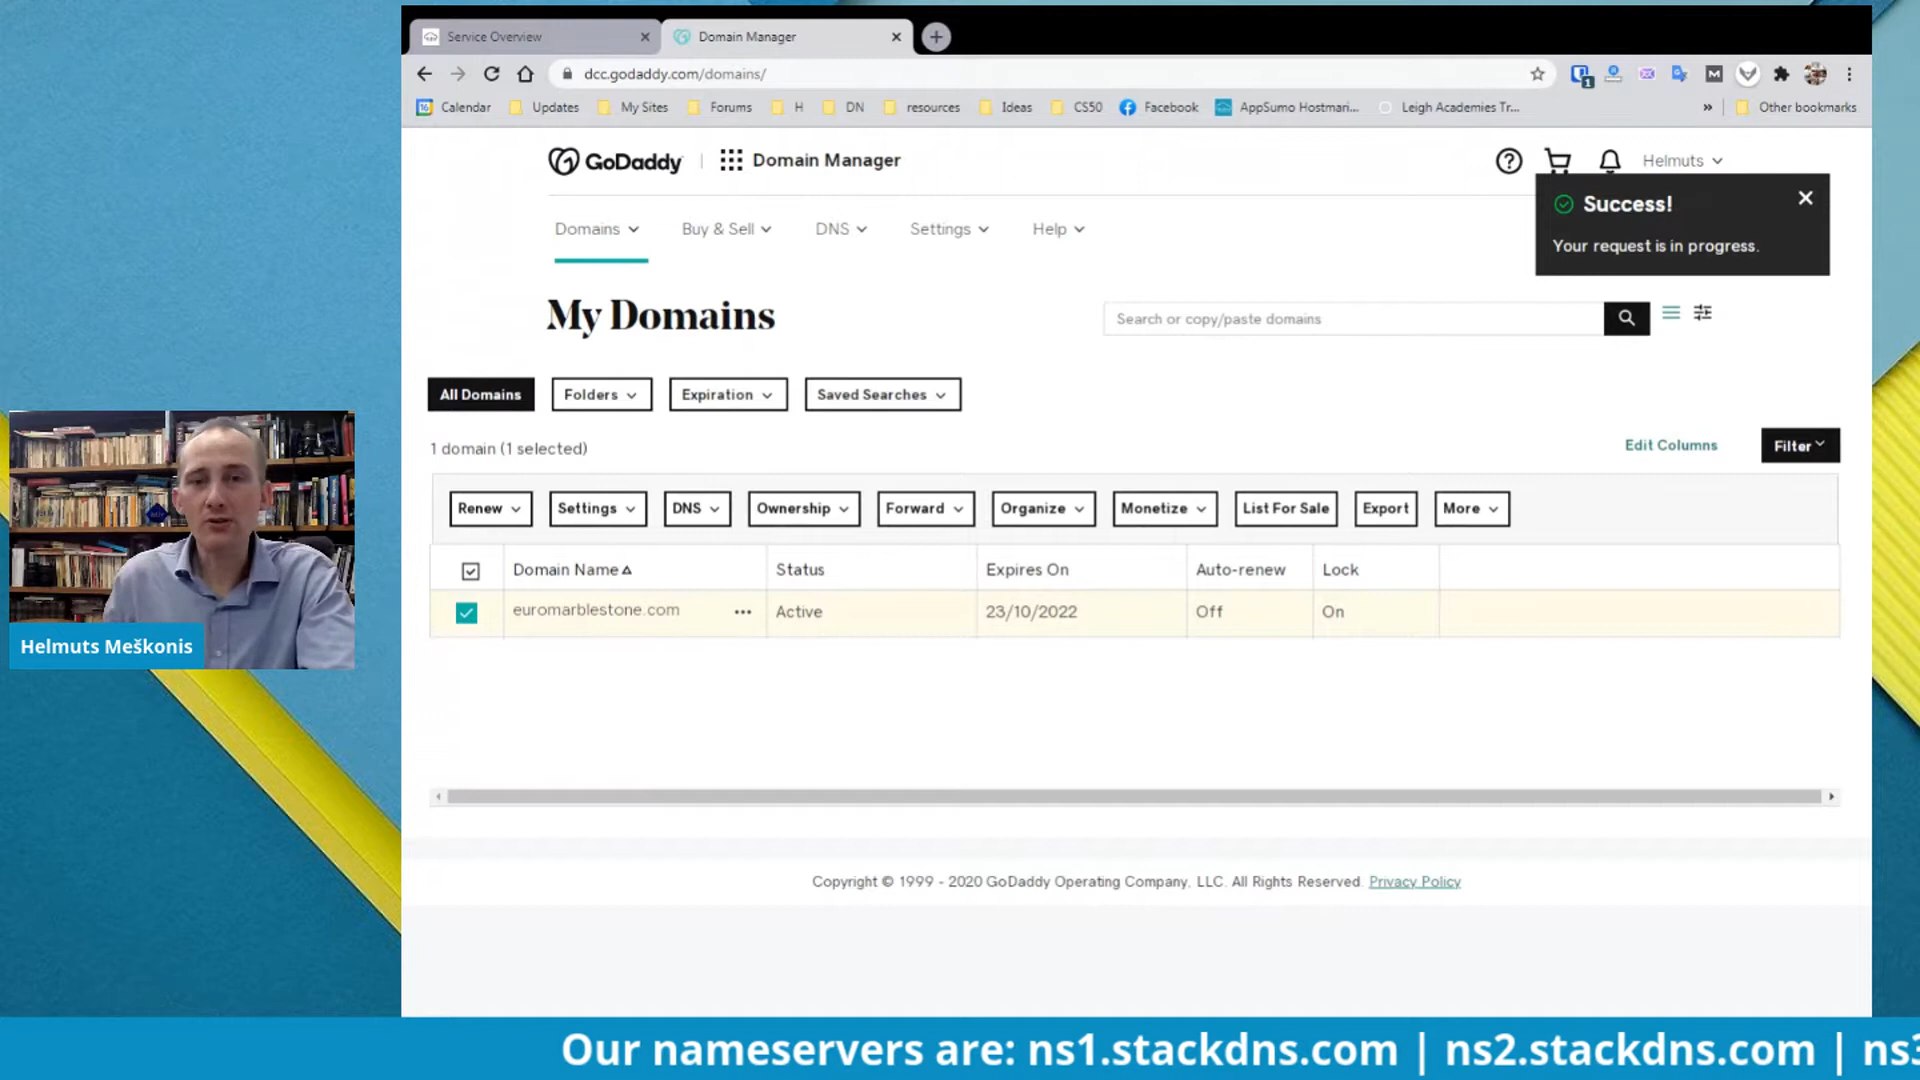 Service Overview
Domain Manager
dcc.godaddy.com/domains/
Calendar
Updates
My Sites
Forums
H
DN
resources
Ideas
CS50
Facebook
AppSumo Hostmari...
Leigh Academies Tr...
»
Other bookmarks
GoDaddy
Domain Manager
Helmuts
Domains
Buy & Sell
DNS
Settings
Help
Success!
Your request is in progress.
My Domains
Search or copy/paste domains
All Domains
Folders
Expiration
Saved Searches
1 domain (1 selected)
Edit Columns
Filter
Renew
Settings
DNS
Ownership
Forward
Organize
Monetize
List For Sale
Export
More
Domain Name
Status
Expires On
Auto-renew
Lock
euromarblestone.com
...
Active
23/10/2022
Off
On
Helmuts Meškonis
Copyright © 1999 - 2020 GoDaddy Operating Company, LLC. All Rights Reserved. Privacy Policy
Our nameservers are: ns1.stackdns.com | ns2.stackdns.com | ns3